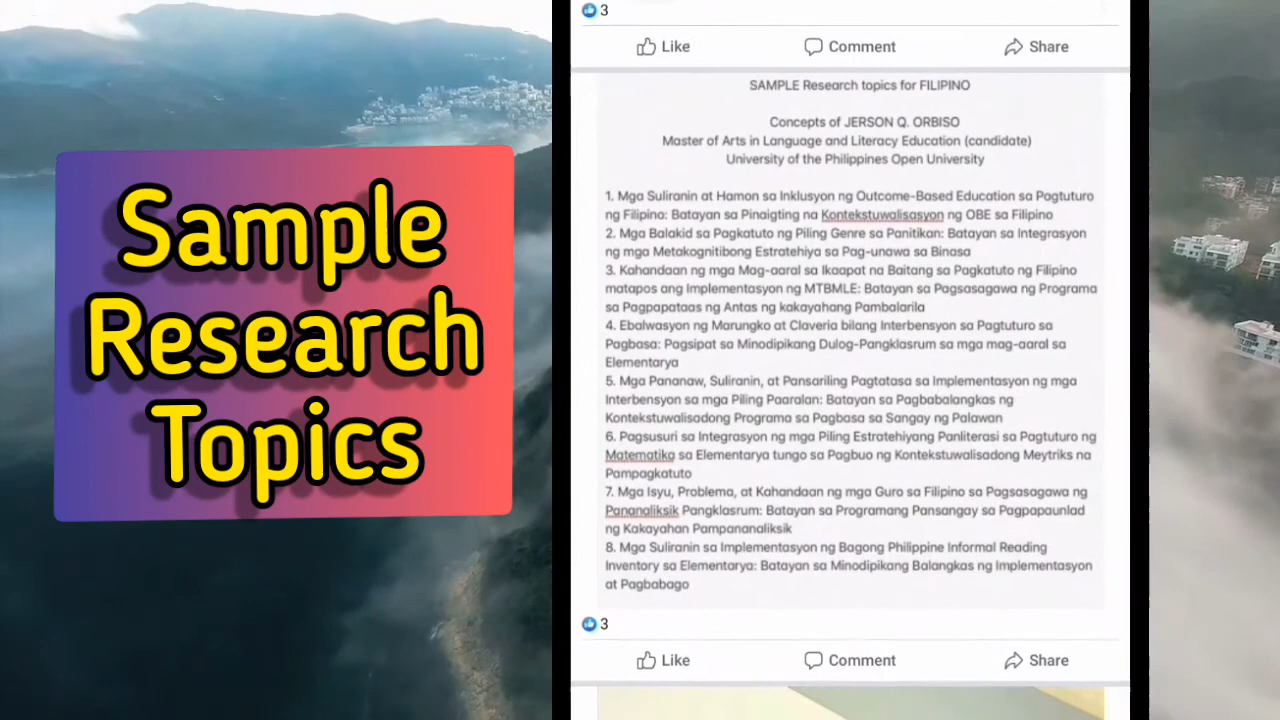 Sample
Research
Topics
3
Like
Comment
Share
SAMPLE Research topics for FILIPINO
Concepts of JERSON Q. ORBISO
Master of Arts in Language and Literacy Education (candidate)
University of the Philippines Open University
1. Mga Suliranin at Hamon sa Inklusyon ng Outcome-Based Education sa Pagtuturo
ng Filipino: Batayan sa Pinaigting na Kontekstuwalisasyon ng OBE sa Filipino
2. Mga Balakid sa Pagkatuto ng Piling Genre sa Panitikan: Batayan sa Integrasyon
ng mga Metakognitibong Estratehiya sa Pag-unawa sa Binasa
3. Kahandaan ng mga Mag-aaral sa Ikaapat na Baitang sa Pagkatuto ng Filipino
matapos ang Implementasyon ng MTBMLE: Batayan sa Pagsasagawa ng Programa
sa Pagpapataas ng Antas ng kakayahang Pambalarila
4. Ebalwasyon ng Marungko at Claveria bilang Interbensyon sa Pagtuturo sa
Pagbasa: Pagsipat sa Minodipikang Dulog-Pangklasrum sa mga mag-aaral sa
Elementarya
5. Mga Pananaw, Suliranin, at Pansariling Pagtatasa sa Implementasyon ng mga
Interbensyon sa mga Piling Paaralan: Batayan sa Pagbabalangkas ng
Kontekstuwalisadong Programa sa Pagbasa sa Sangay ng Palawan
6. Pagsusuri sa Integrasyon ng mga Piling Estratehiyang Panliterasi sa Pagtuturo ng
Matematika sa Elementarya tungo sa Pagbuo ng Kontekstuwalisadong Meytriks na
Pampagkatuto
7. Mga Isyu, Problema, at Kahandaan ng mga Guro sa Filipino sa Pagsasagawa ng
Pananaliksik Pangklasrum: Batayan sa Programang Pansangay sa Pagpapaunlad
ng Kakayahan Pampananaliksik
8. Mga Suliranin sa Implementasyon ng Bagong Philippine Informal Reading
Inventory sa Elementarya: Batayan sa Minodipikang Balangkas ng Implementasyon
at Pagbabago
3
Like
Comment
Share